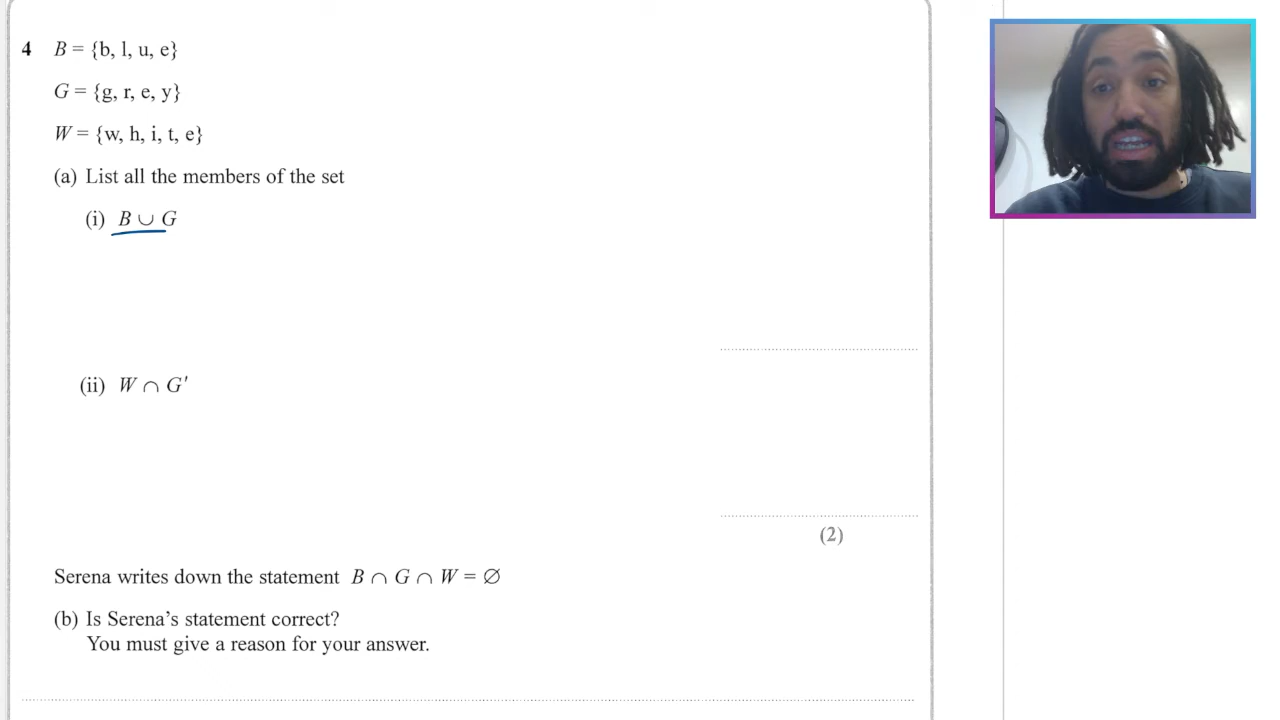 4 B = {b, l, u, e}
G = {g, r, e, y}
W = {w, h, i, t, e}
(a) List all the members of the set
(i) B ∪ G
(ii) W ∩ G′
(2)
Serena writes down the statement B ∩ G ∩ W = ∅
(b) Is Serena’s statement correct?
You must give a reason for your answer.